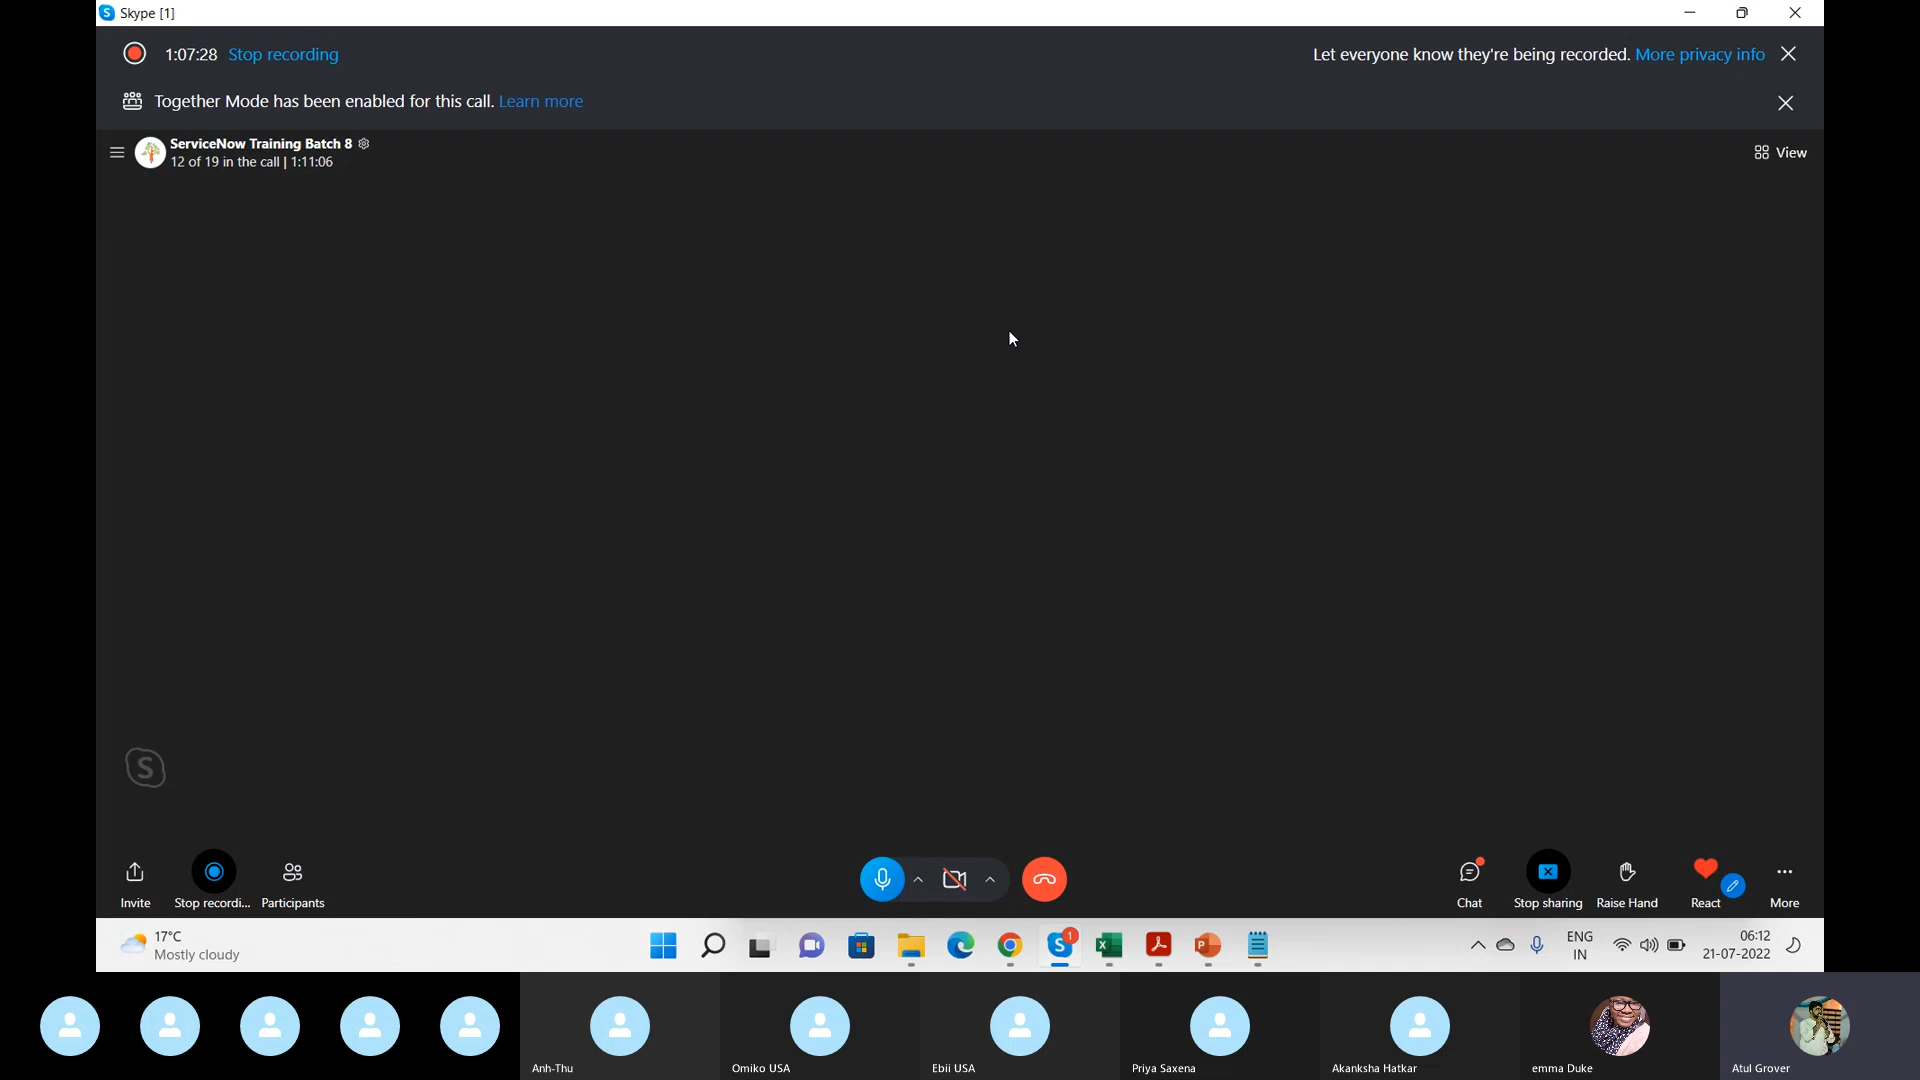 Skype [1]
1:07:28 Stop recording
Let everyone know they're being recorded. More privacy info
Together Mode has been enabled for this call. Learn more
ServiceNow Training Batch 8
12 of 19 in the call | 1:11:06
View
S
Invite
Stop recordi...
Participants
Chat
Stop sharing
Raise Hand
React
More
17°C
Mostly cloudy
1
ENG
IN
06:12
21-07-2022
Anh-Thu
Omiko USA
Ebii USA
Priya Saxena
Akanksha Hatkar
emma Duke
Atul Grover